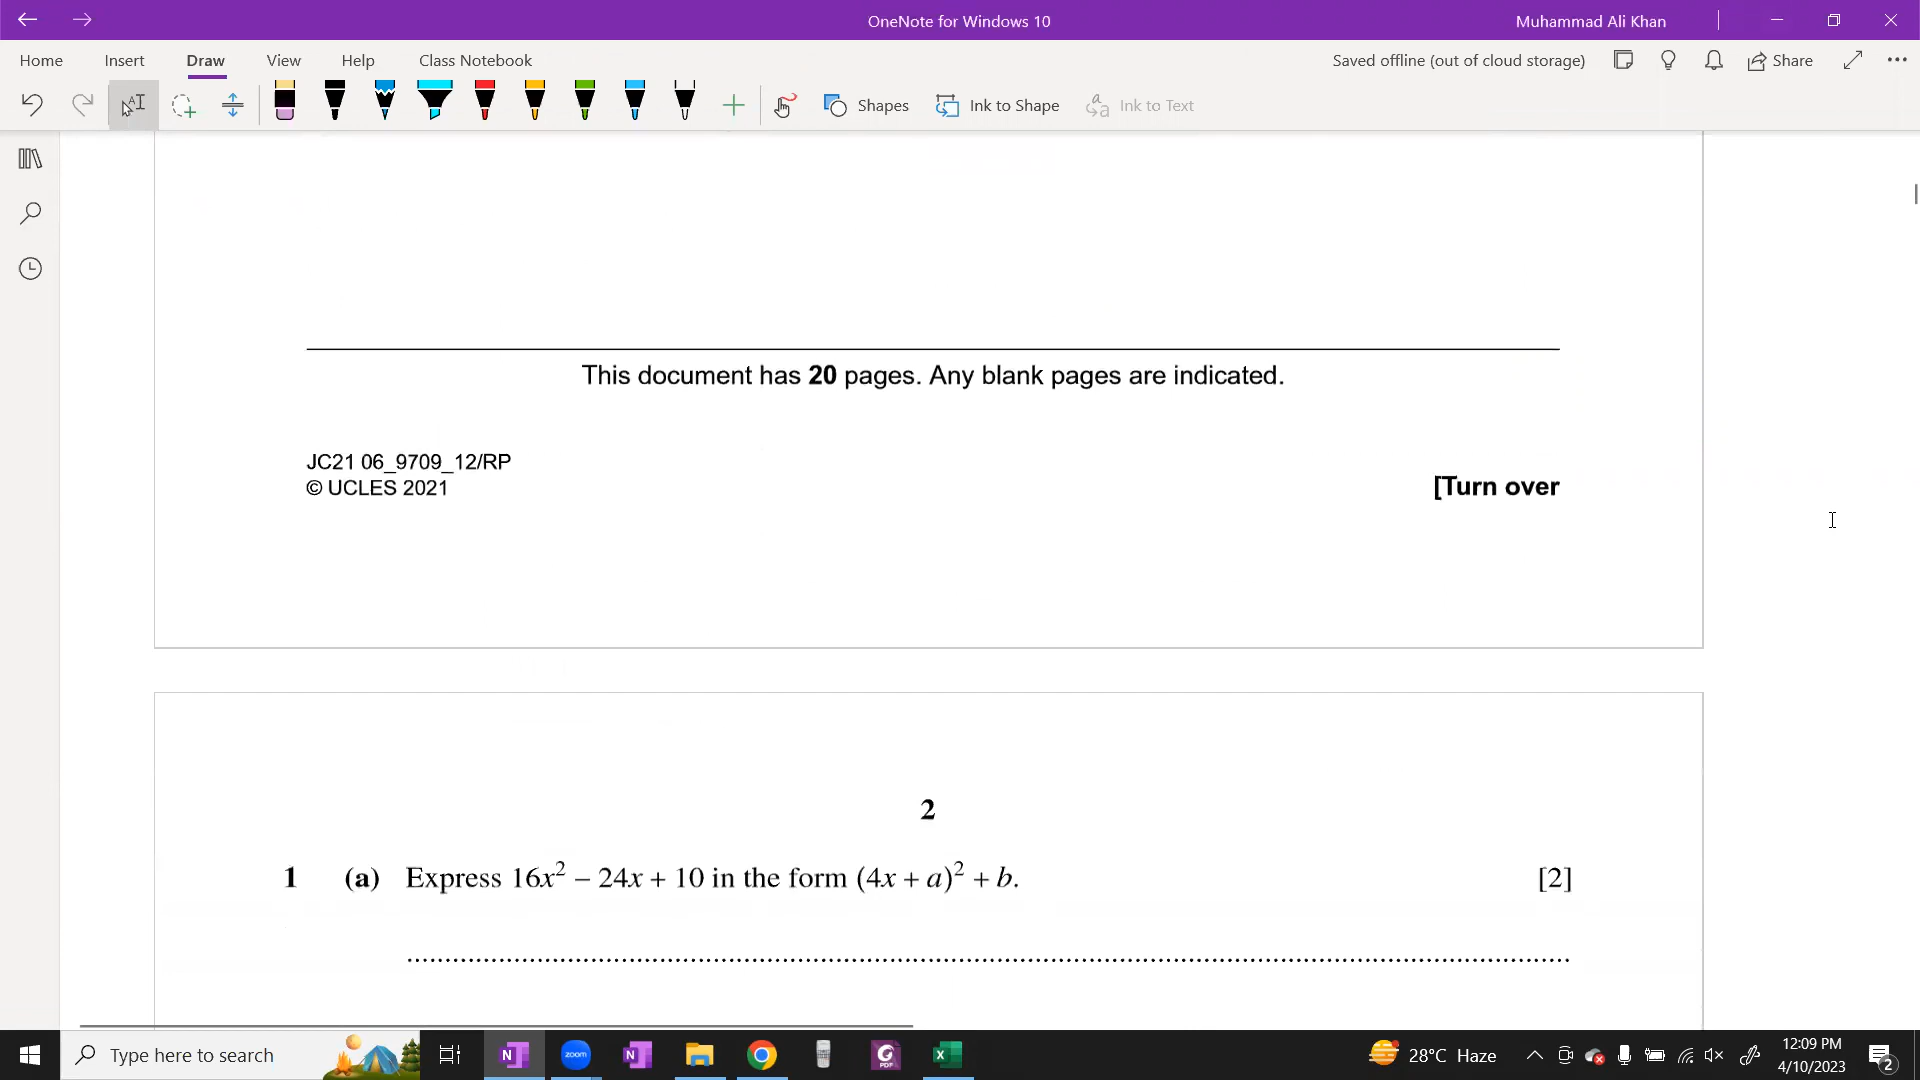 OneNote for Windows 10
Muhammad Ali Khan
Home Insert Draw View Help Class Notebook
Saved offline (out of cloud storage) Share
Shapes Ink to Shape Ink to Text
This document has 20 pages. Any blank pages are indicated.
JC21 06_9709_12/RP
© UCLES 2021
[Turn over
2
1 (a) Express 16x² – 24x + 10 in the form (4x + a)² + b. [2]
Type here to search
zoom
PDF
28°C Haze
12:09 PM
4/10/2023
2